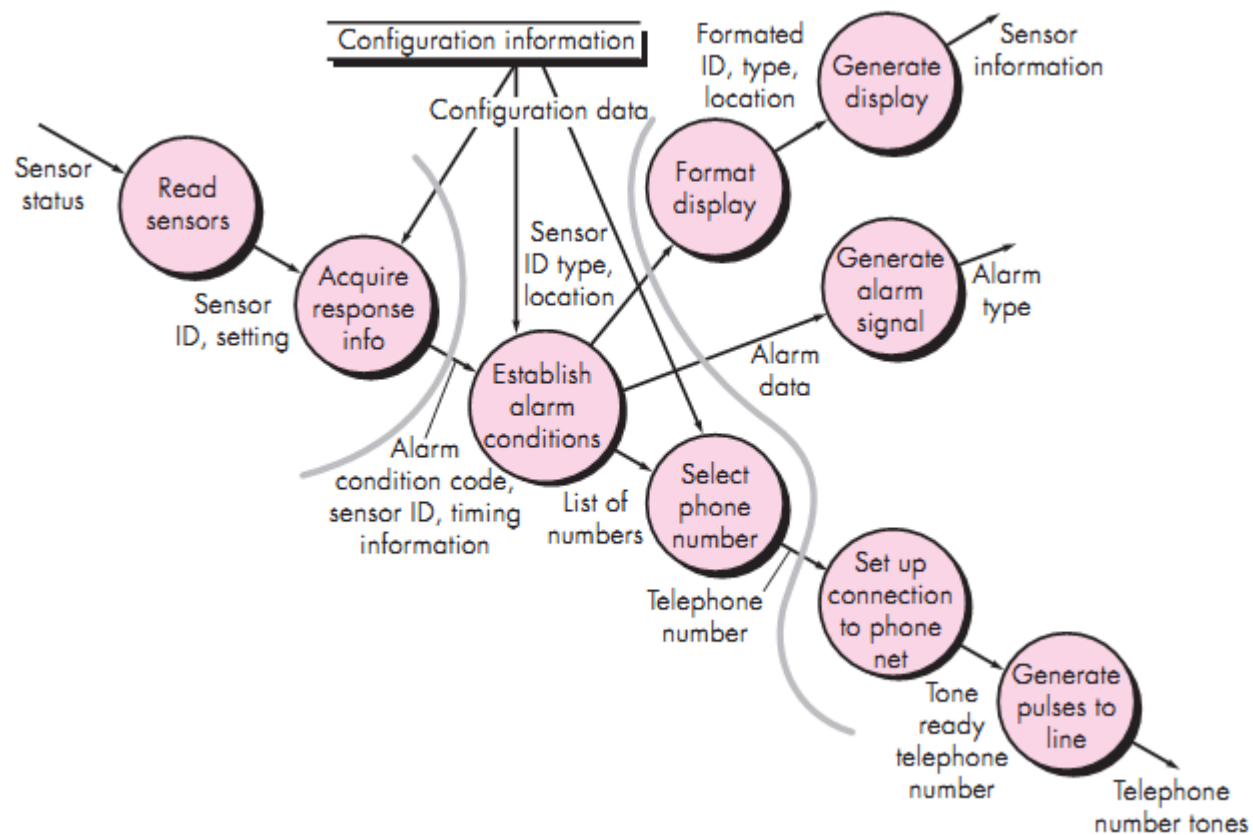 Configuration information
Configuration data
Sensor
status
Read
sensors
Sensor
ID, setting
Acquire
response
info
Alarm
condition code,
sensor ID, timing
information
Establish
alarm
conditions
Sensor
ID type,
location
Format
display
Formated
ID, type,
location
Generate
display
Sensor
information
Alarm
data
Generate
alarm
signal
Alarm
type
List of
numbers
Select
phone
number
Telephone
number
Set up
connection
to phone
net
Tone
ready
telephone
number
Generate
pulses to
line
Telephone
number tones